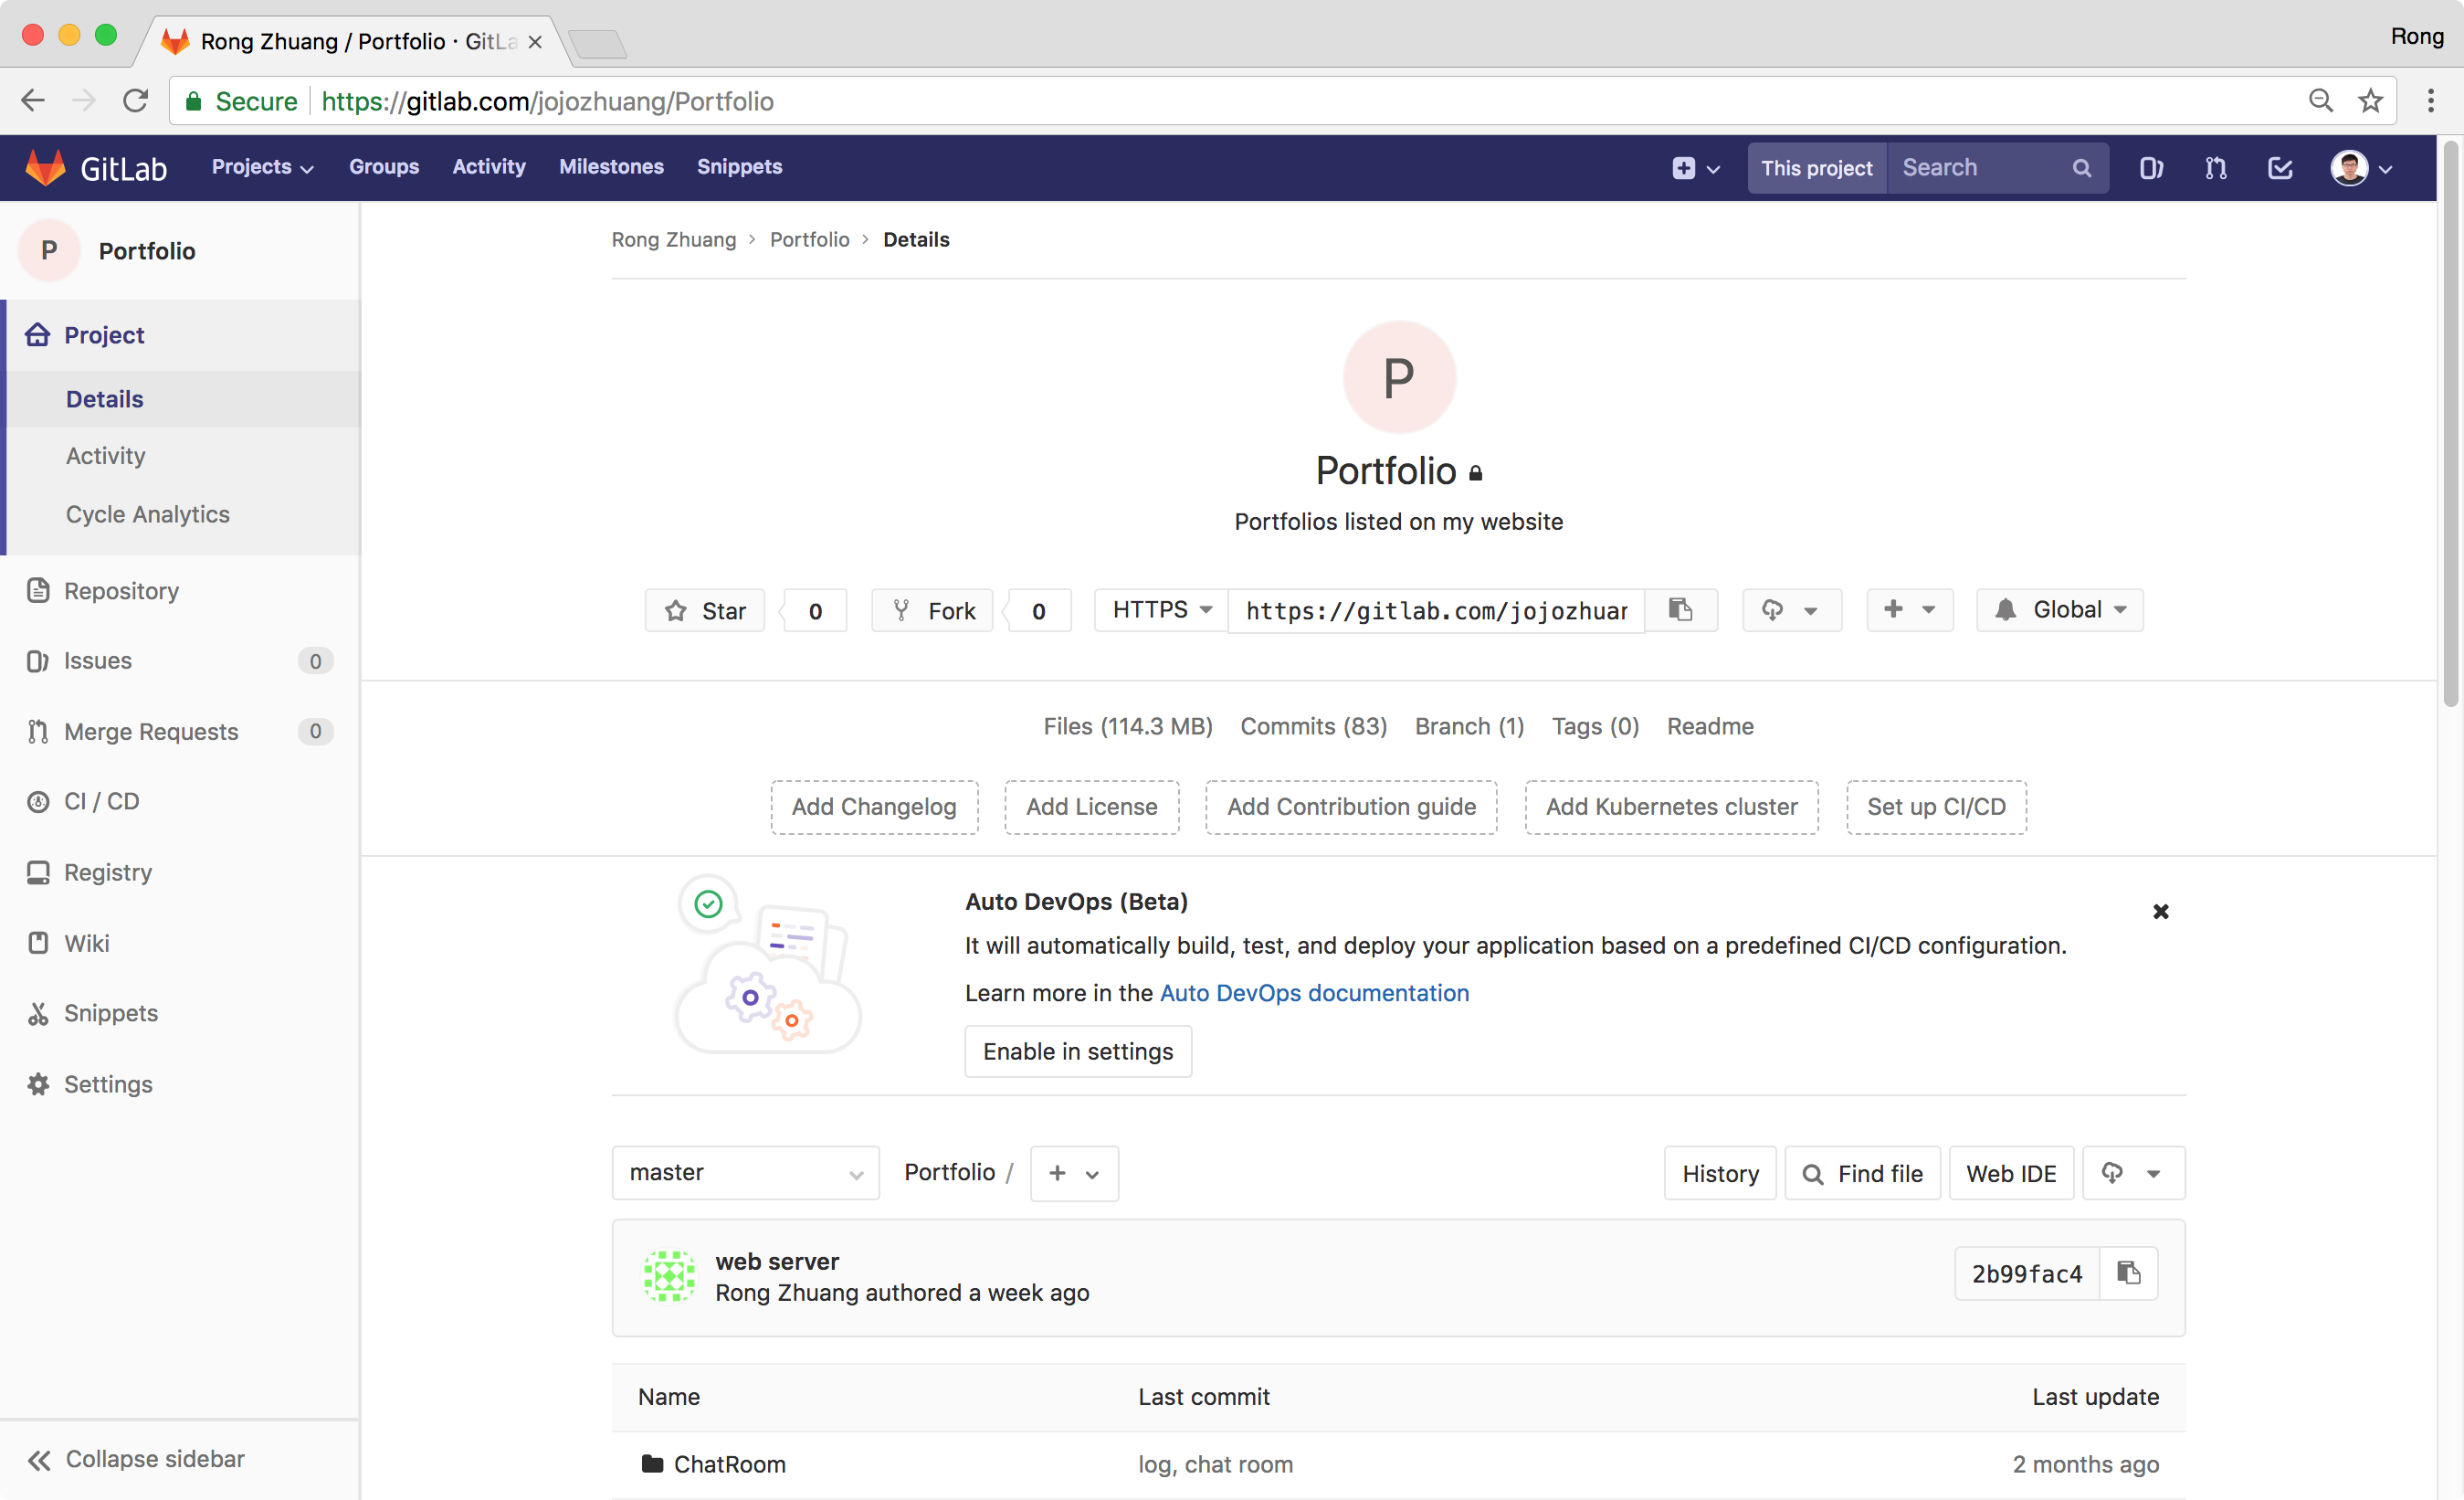 Rong Zhuang / Portfolio · GitLa
Rong
Secure https://gitlab.com/jojozhuang/Portfolio
GitLab Projects Groups Activity Milestones Snippets This project Search
P Portfolio
Rong Zhuang > Portfolio > Details
Project
Details
Activity
Cycle Analytics
Repository
Issues 0
Merge Requests 0
CI / CD
Registry
Wiki
Snippets
Settings
Collapse sidebar
P
Portfolio
Portfolios listed on my website
Star 0 Fork 0 HTTPS https://gitlab.com/jojozhuar Global
Files (114.3 MB) Commits (83) Branch (1) Tags (0) Readme
Add Changelog Add License Add Contribution guide Add Kubernetes cluster Set up CI/CD
Auto DevOps (Beta)
It will automatically build, test, and deploy your application based on a predefined CI/CD configuration.
Learn more in the Auto DevOps documentation
Enable in settings
master Portfolio / + History Find file Web IDE
web server
Rong Zhuang authored a week ago
2b99fac4
Name Last commit Last update
ChatRoom log, chat room 2 months ago